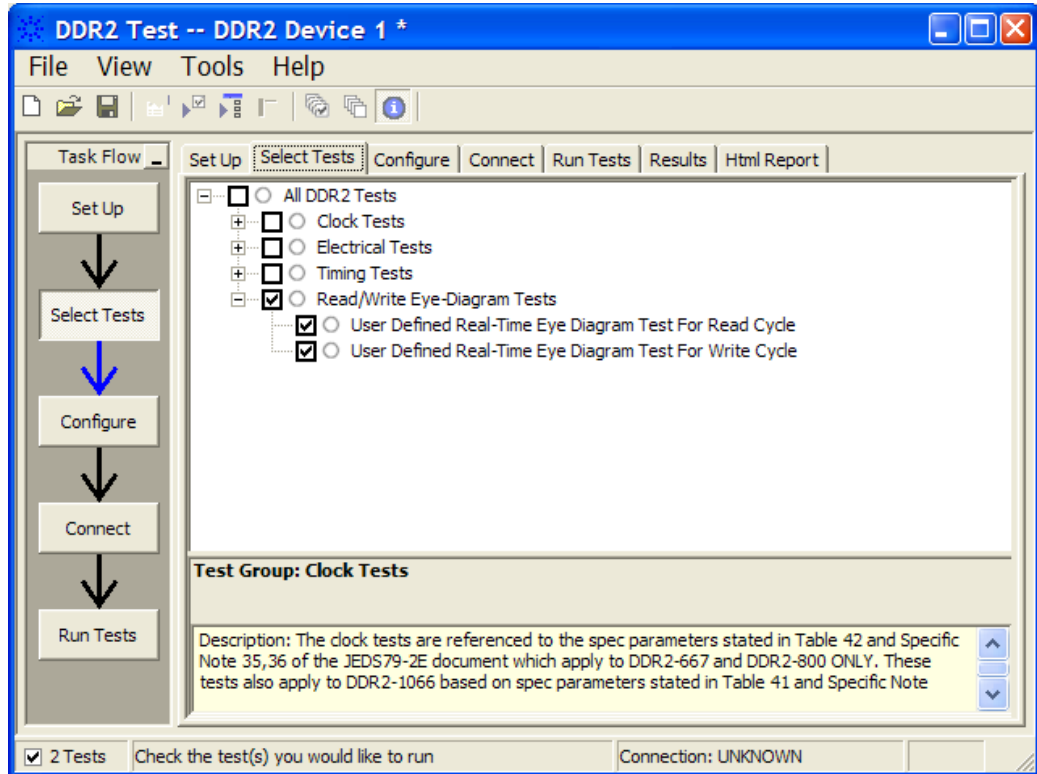 DDR2 Test -- DDR2 Device 1 *
File View Tools Help
Task Flow
Set Up
Select Tests
Configure
Connect
Run Tests
Set Up Select Tests Configure Connect Run Tests Results Html Report
All DDR2 Tests
Clock Tests
Electrical Tests
Timing Tests
Read/Write Eye-Diagram Tests
User Defined Real-Time Eye Diagram Test For Read Cycle
User Defined Real-Time Eye Diagram Test For Write Cycle
Test Group: Clock Tests
Description: The clock tests are referenced to the spec parameters stated in Table 42 and Specific
Note 35,36 of the JEDS79-2E document which apply to DDR2-667 and DDR2-800 ONLY. These
tests also apply to DDR2-1066 based on spec parameters stated in Table 41 and Specific Note
2 Tests Check the test(s) you would like to run Connection: UNKNOWN